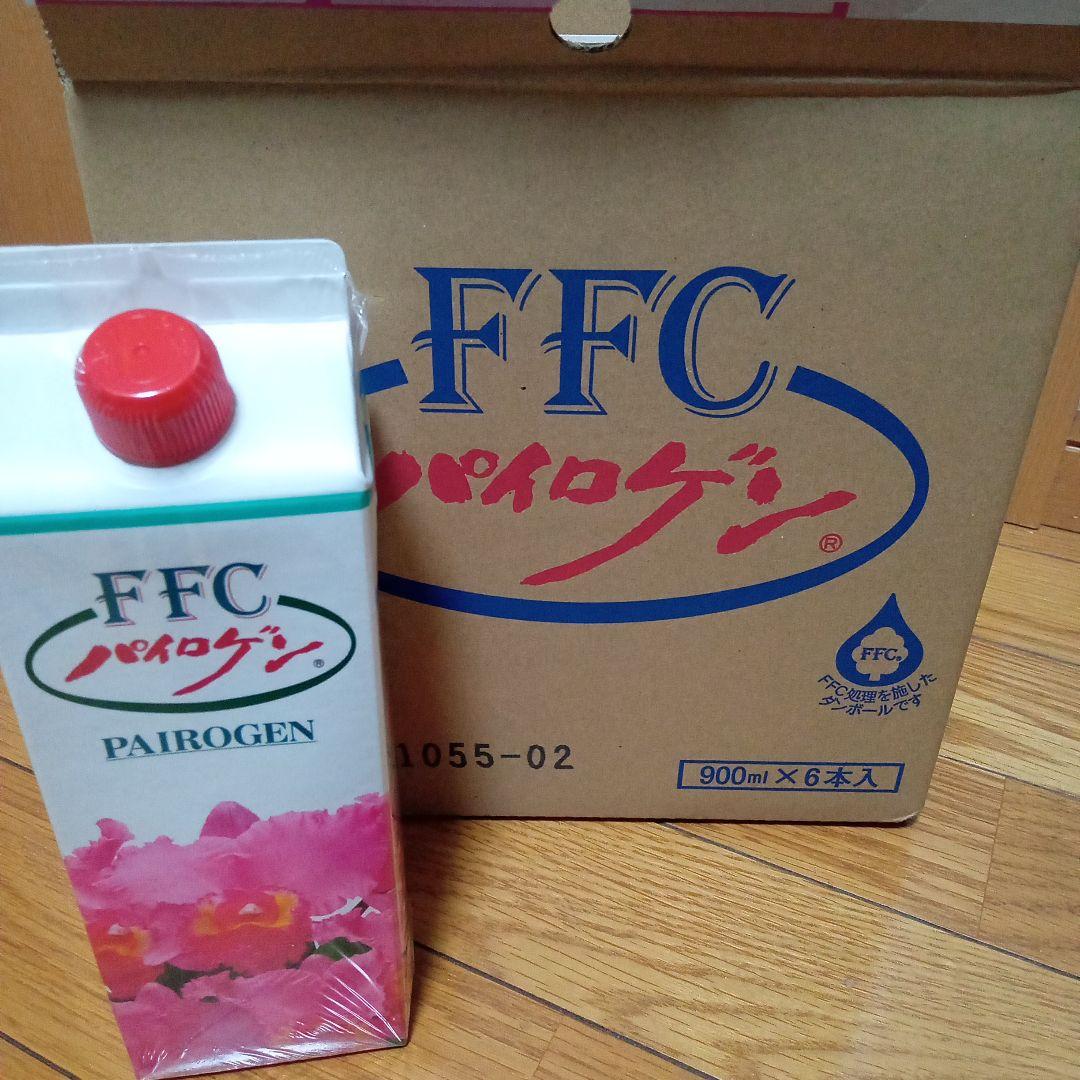 FFC
パイロゲン®
FFC®
FFC処理を施した
ダンボールです
1055-02
900ml×6本入
FFC
パイロゲン®
PAIROGEN